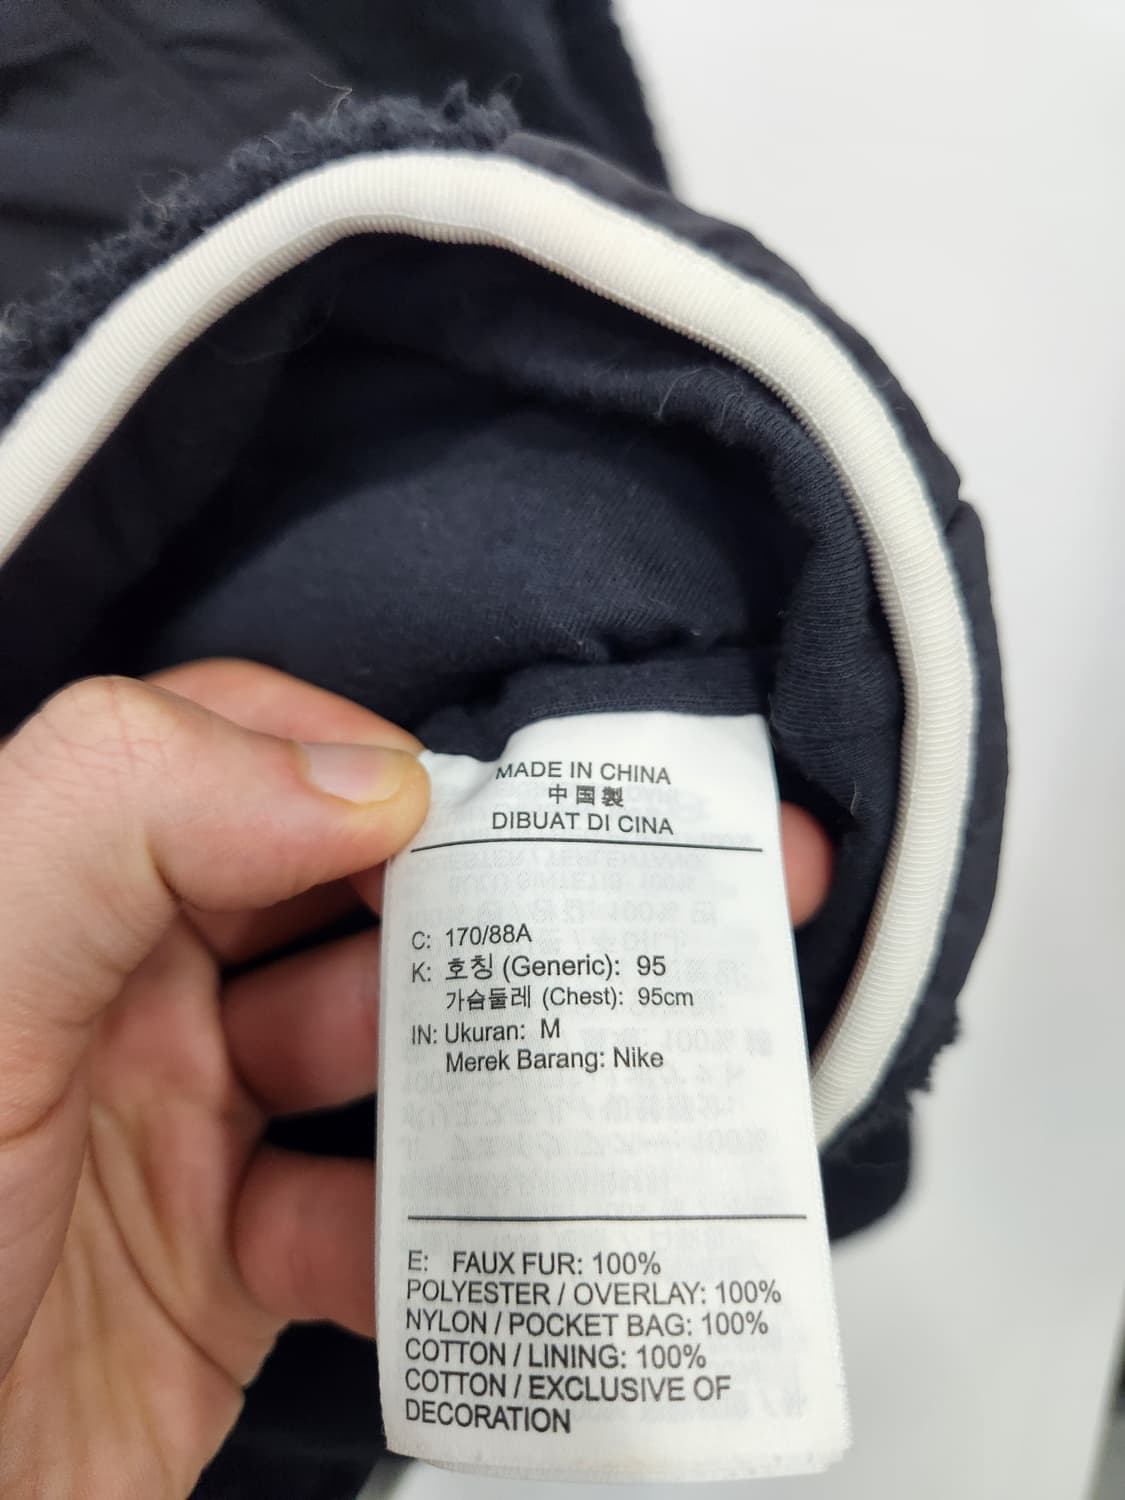 MADE IN CHINA
中国製
DIBUAT DI CINA
C: 170/88A
K: 호칭 (Generic): 95
가슴둘레 (Chest): 95cm
IN: Ukuran: M
Merek Barang: Nike
E: FAUX FUR: 100%
POLYESTER / OVERLAY: 100%
NYLON / POCKET BAG: 100%
COTTON / LINING: 100%
COTTON / EXCLUSIVE OF
DECORATION